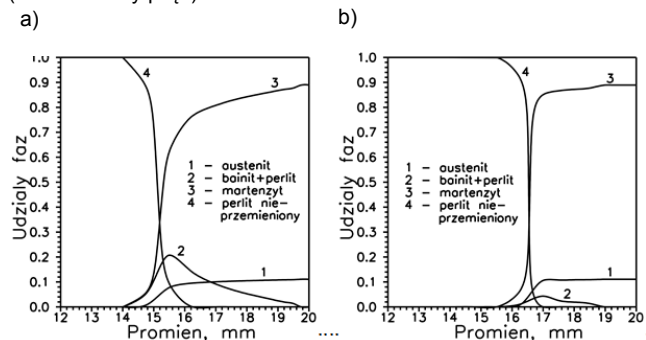 a)
b)
Udzialy faz
1.0
0.9
0.8
0.7
0.6
0.5
0.4
0.3
0.2
0.1
0.0
4
3
1 – austenit
2 – bainit+perlit
3 – martenzyt
4 – perlit nie-
przemieniony
2
1
12 13 14 15 16 17 18 19 20
Promien, mm
....
Udzialy faz
1.0
0.9
0.8
0.7
0.6
0.5
0.4
0.3
0.2
0.1
0.0
4
3
1 – austenit
2 – bainit+perlit
3 – martenzyt
4 – perlit nie-
przemieniony
1
2
12 13 14 15 16 17 18 19 20
Promien, mm